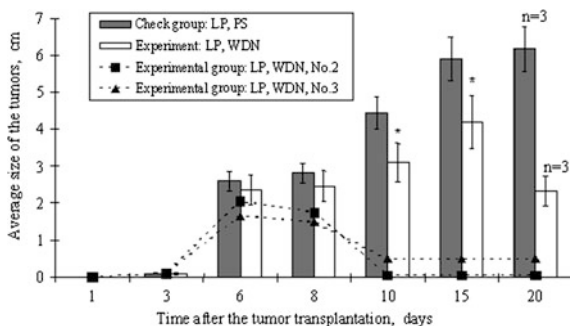 Average size of the tumors, cm
7
6
5
4
3
2
1
0
Check group: LP, PS
Experiment: LP, WDN
Experimental group: LP, WDN, No.2
Experimental group: LP, WDN, No.3
*
*
n=3
n=3
1 3 6 8 10 15 20
Time after the tumor transplantation, days